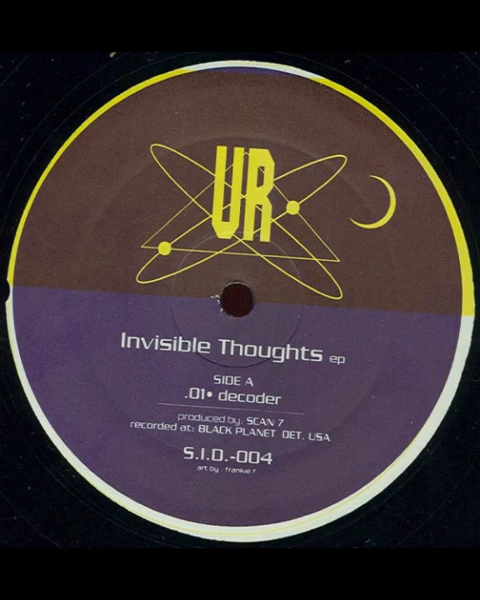 UR
Invisible Thoughts ep
SIDE A
.01• decoder
produced by: SCAN 7
recorded at: BLACK PLANET DET. USA
S.I.D.-004
art by : frankie f